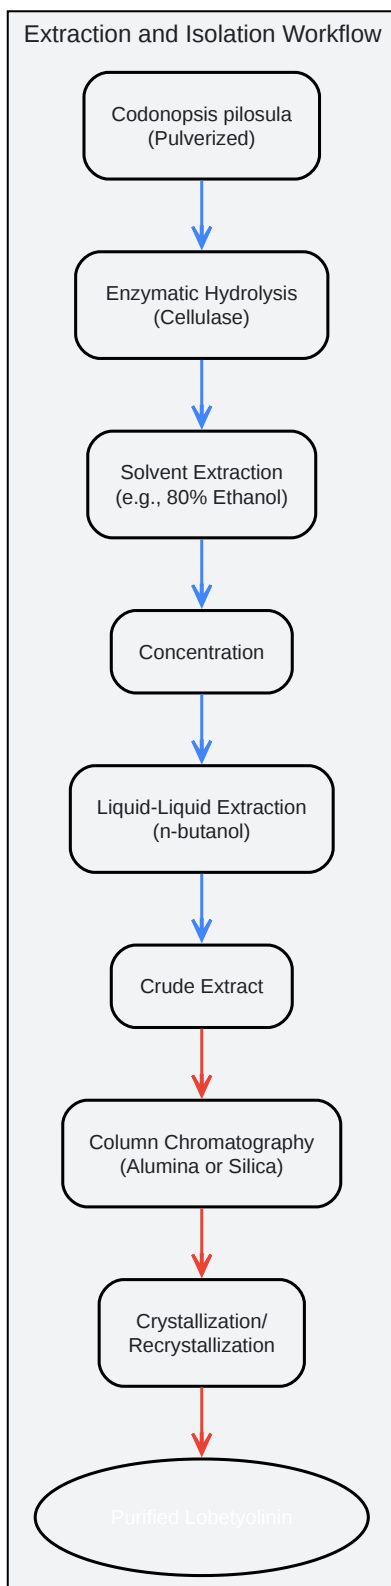 Extraction and Isolation Workflow
Codonopsis pilosula
(Pulverized)
Enzymatic Hydrolysis
(Cellulase)
Solvent Extraction
(e.g., 80% Ethanol)
Concentration
Liquid-Liquid Extraction
(n-butanol)
Crude Extract
Column Chromatography
(Alumina or Silica)
Crystallization/
Recrystallization
Purified Lobetyolinin